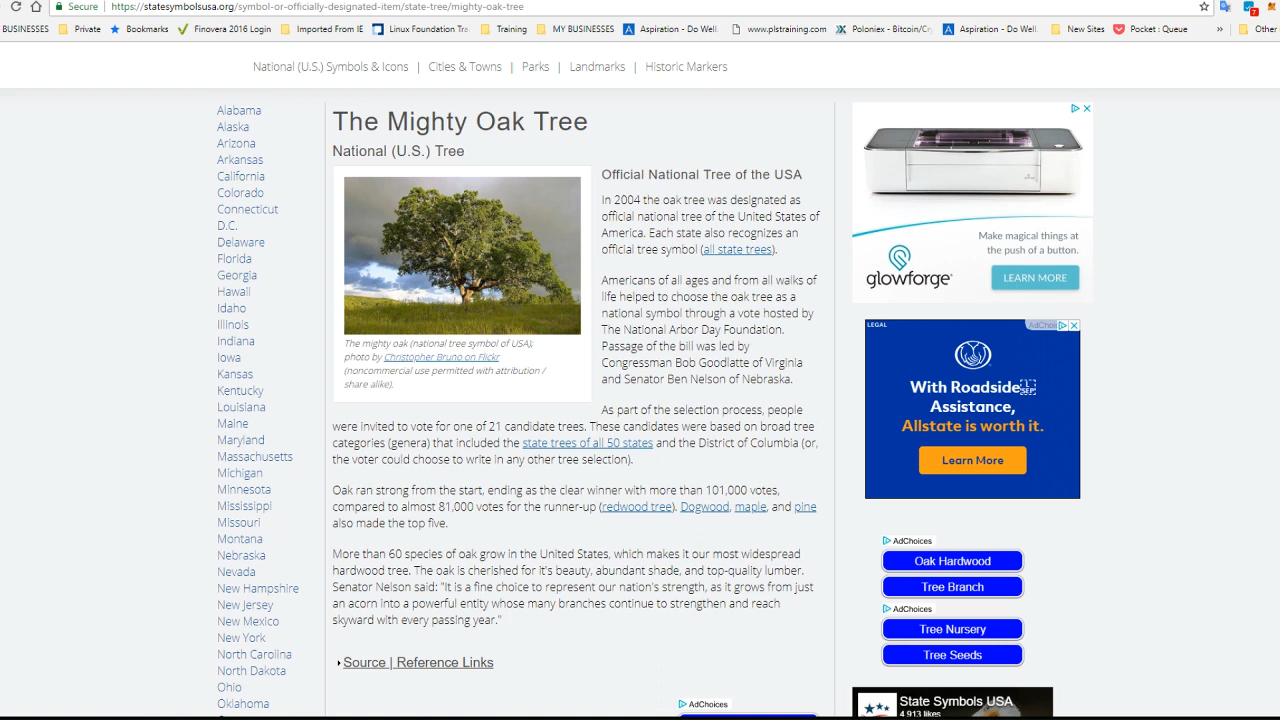 Secure
https://statesymbolsusa.org/symbol-or-officially-designated-item/state-tree/mighty-oak-tree
BUSINESSES
Private
Bookmarks
Finovera 2016 Login
Imported From IE
Linux Foundation Tra
Training
MY BUSINESSES
Aspiration - Do Well.
www.plstraining.com
Poloniex - Bitcoin/Cr
Aspiration - Do Well.
New Sites
Pocket : Queue
»
Other
National (U.S.) Symbols & Icons | Cities & Towns | Parks | Landmarks | Historic Markers
Alabama
Alaska
Arizona
Arkansas
California
Colorado
Connecticut
D.C.
Delaware
Florida
Georgia
Hawaii
Idaho
Illinois
Indiana
Iowa
Kansas
Kentucky
Louisiana
Maine
Maryland
Massachusetts
Michigan
Minnesota
Mississippi
Missouri
Montana
Nebraska
Nevada
New Hampshire
New Jersey
New Mexico
New York
North Carolina
North Dakota
Ohio
Oklahoma
The Mighty Oak Tree
National (U.S.) Tree
The mighty oak (national tree symbol of USA);
photo by Christopher Bruno on Flickr
(noncommercial use permitted with attribution /
share alike).
Official National Tree of the USA
In 2004 the oak tree was designated as
official national tree of the United States of
America. Each state also recognizes an
official tree symbol (all state trees).
Americans of all ages and from all walks of
life helped to choose the oak tree as a
national symbol through a vote hosted by
The National Arbor Day Foundation.
Passage of the bill was led by
Congressman Bob Goodlatte of Virginia
and Senator Ben Nelson of Nebraska.
As part of the selection process, people
were invited to vote for one of 21 candidate trees. These candidates were based on broad tree
categories (genera) that included the state trees of all 50 states and the District of Columbia (or,
the voter could choose to write in any other tree selection).
Oak ran strong from the start, ending as the clear winner with more than 101,000 votes,
compared to almost 81,000 votes for the runner-up (redwood tree). Dogwood, maple, and pine
also made the top five.
More than 60 species of oak grow in the United States, which makes it our most widespread
hardwood tree. The oak is cherished for it's beauty, abundant shade, and top-quality lumber.
Senator Nelson said: "It is a fine choice to represent our nation's strength, as it grows from just
an acorn into a powerful entity whose many branches continue to strengthen and reach
skyward with every passing year."
Source | Reference Links
AdChoices
Make magical things at
the push of a button.
glowforge
LEARN MORE
LEGAL
AdChoi
With Roadside
Assistance,
Allstate is worth it.
Learn More
AdChoices
Oak Hardwood
Tree Branch
AdChoices
Tree Nursery
Tree Seeds
State Symbols USA
4,913 likes